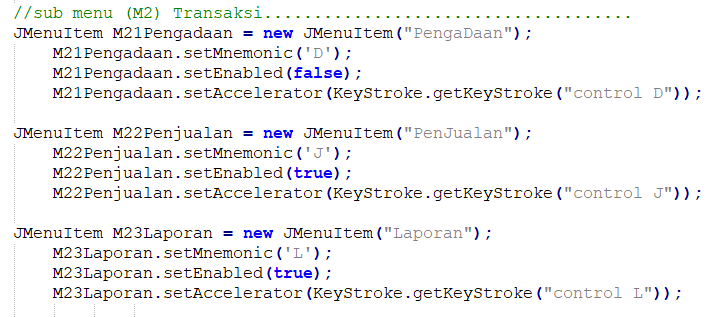 //sub menu (M2) Transaksi.....................................
JMenuItem M21Pengadaan = new JMenuItem("PengaDaan");
M21Pengadaan.setMnemonic('D');
M21Pengadaan.setEnabled(false);
M21Pengadaan.setAccelerator(KeyStroke.getKeyStroke("control D"));
JMenuItem M22Penjualan = new JMenuItem("PenJualan");
M22Penjualan.setMnemonic('J');
M22Penjualan.setEnabled(true);
M22Penjualan.setAccelerator(KeyStroke.getKeyStroke("control J"));
JMenuItem M23Laporan = new JMenuItem("Laporan");
M23Laporan.setMnemonic('L');
M23Laporan.setEnabled(true);
M23Laporan.setAccelerator(KeyStroke.getKeyStroke("control L"));